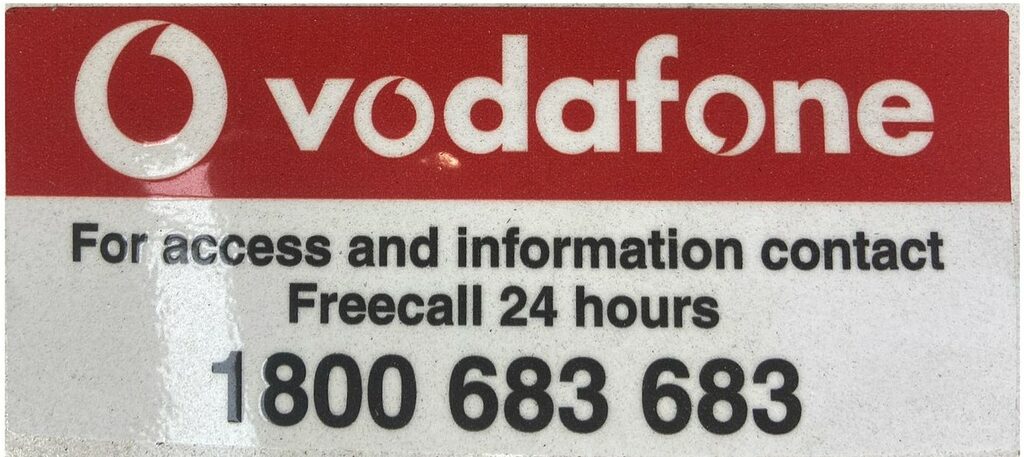 vodafone
For access and information contact
Freecall 24 hours
1800 683 683